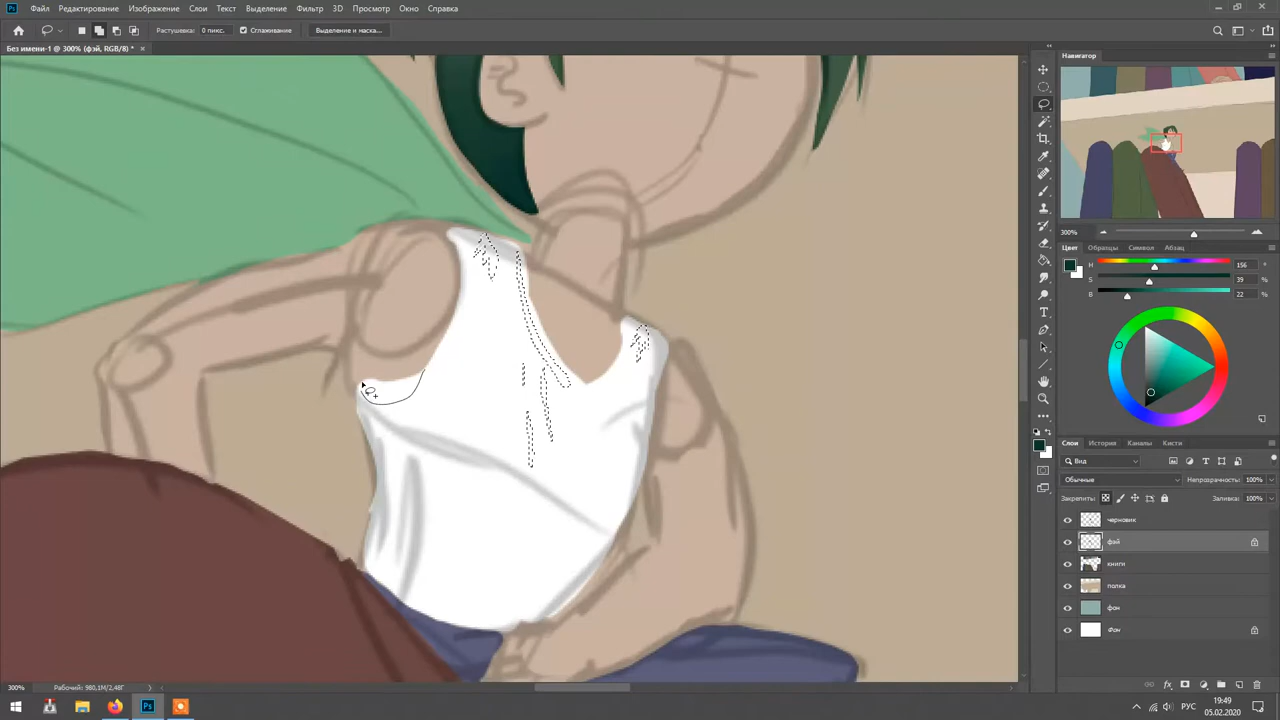 Файл Редактирование Изображение Слои Текст Выделение Фильтр 3D Просмотр Окно Справка
Растушевка: 0 пикс. Сглаживание Выделение и маска...
Без имени-1 @ 300% (фэй, RGB/8) *
Навигатор
300%
Цвет Образцы Символ Абзац
H 156 °
S 39 %
B 22 %
Слои История Каналы Кисти
Вид
Обычные Непрозрачность: 100%
Закрепить: Заливка: 100%
черновик
фэй
книги
полка
фон
Фон
300% Рабочий: 980,1M/2,48Г
РУС 19:49
05.02.2020